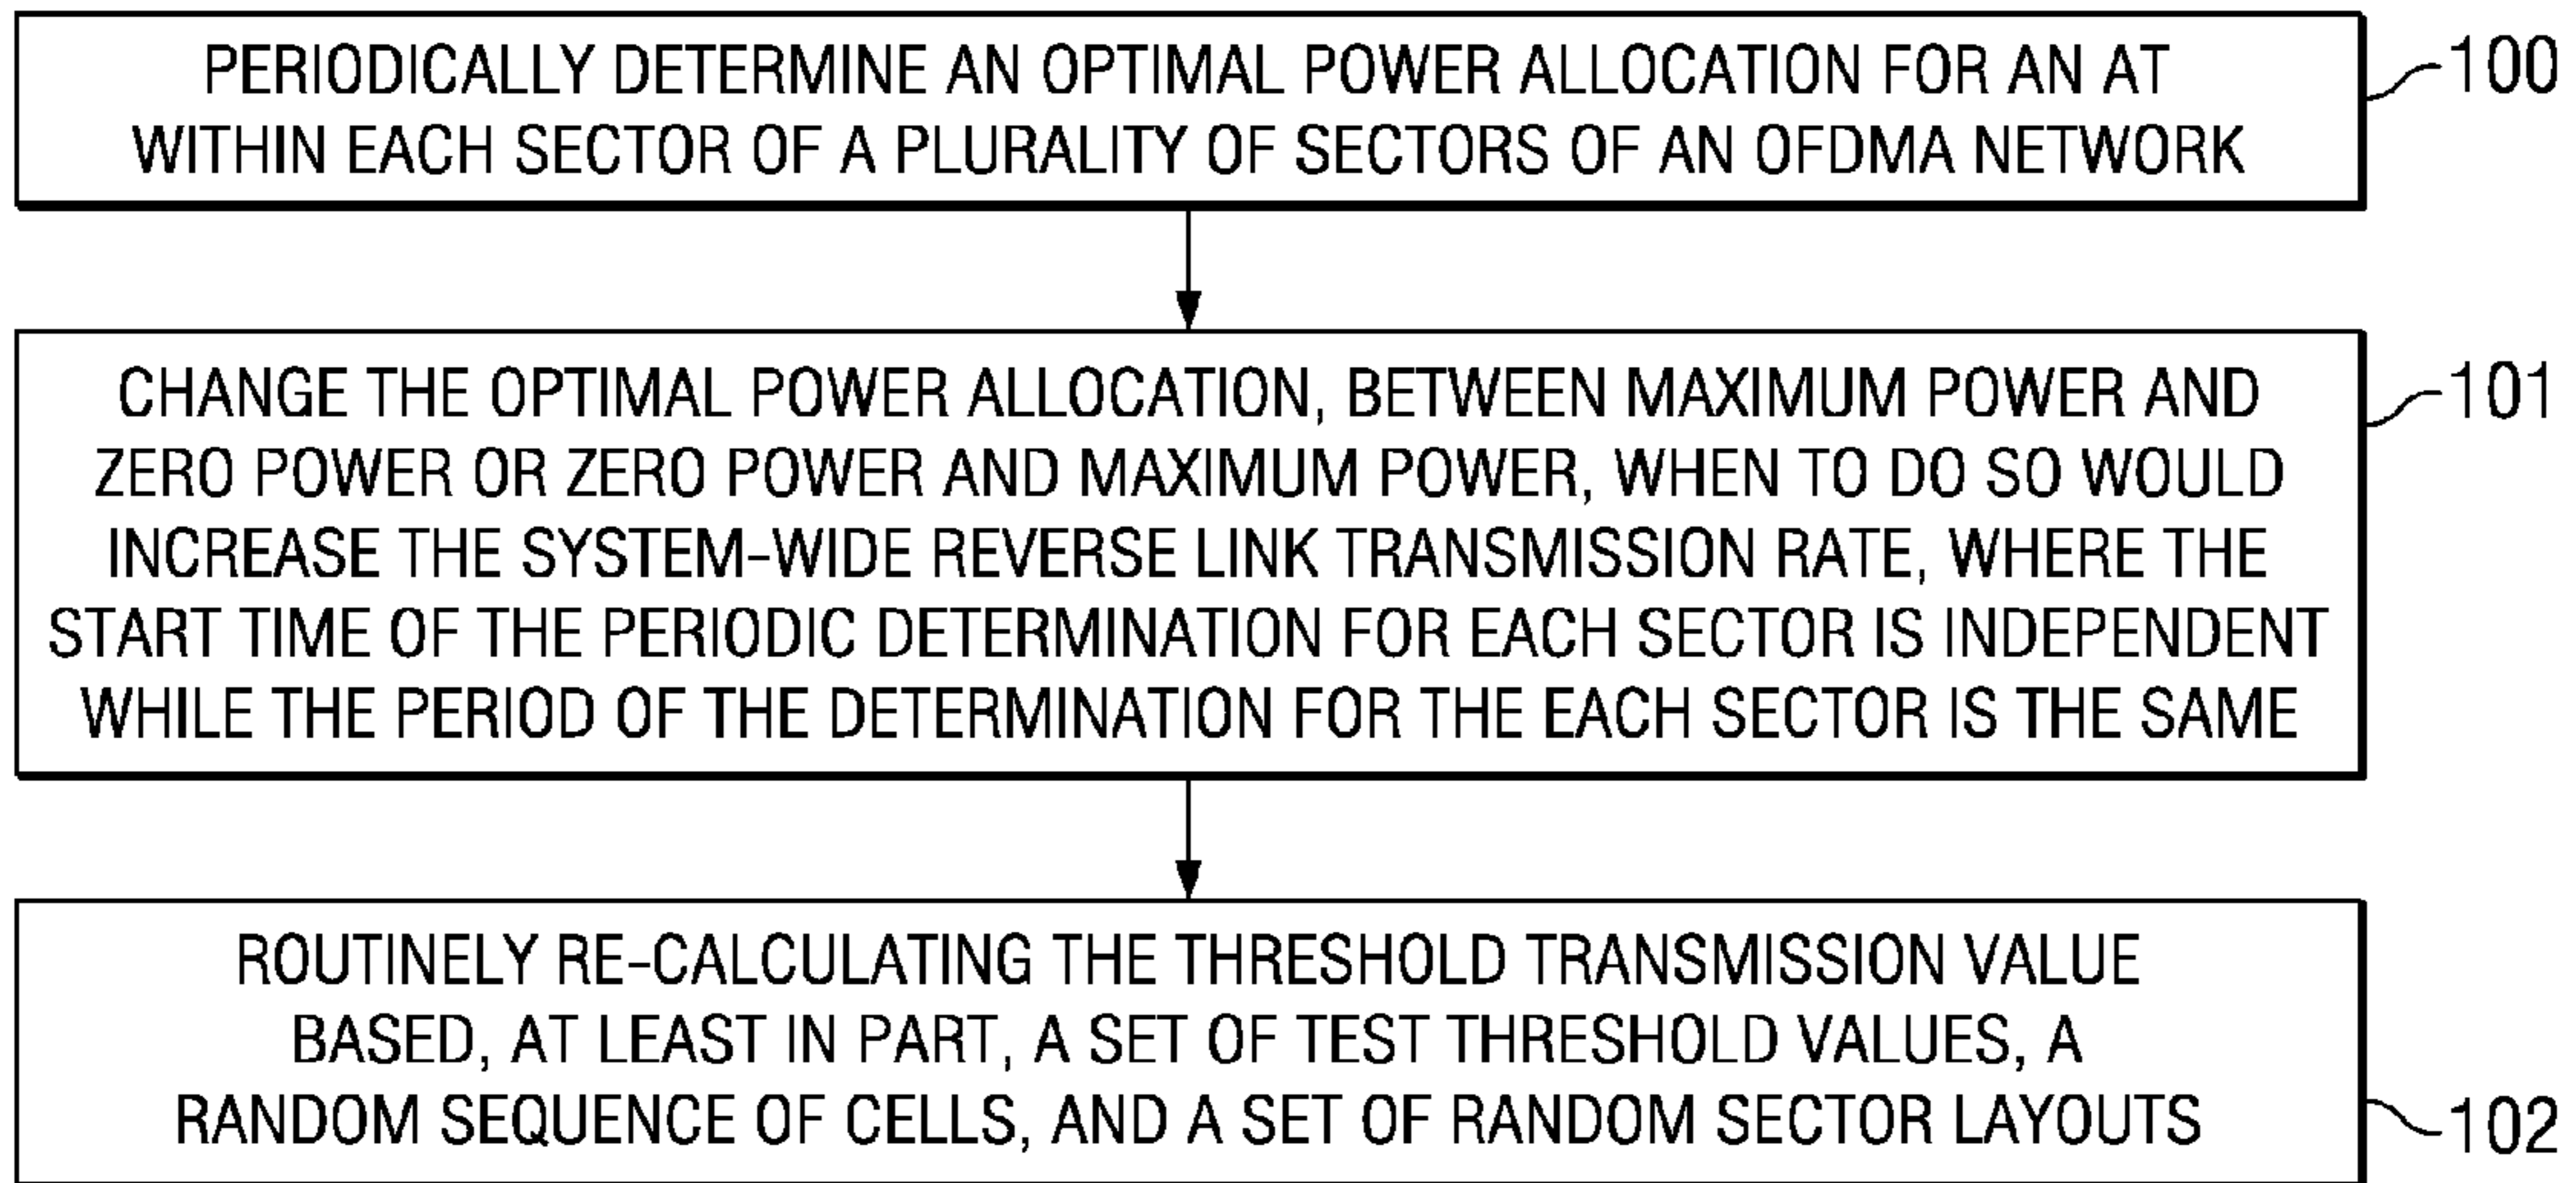 PERIODICALLY DETERMINE AN OPTIMAL POWER ALLOCATION FOR AN AT
WITHIN EACH SECTOR OF A PLURALITY OF SECTORS OF AN OFDMA NETWORK
100
CHANGE THE OPTIMAL POWER ALLOCATION, BETWEEN MAXIMUM POWER AND
ZERO POWER OR ZERO POWER AND MAXIMUM POWER, WHEN TO DO SO WOULD
INCREASE THE SYSTEM-WIDE REVERSE LINK TRANSMISSION RATE, WHERE THE
START TIME OF THE PERIODIC DETERMINATION FOR EACH SECTOR IS INDEPENDENT
WHILE THE PERIOD OF THE DETERMINATION FOR THE EACH SECTOR IS THE SAME
101
ROUTINELY RE-CALCULATING THE THRESHOLD TRANSMISSION VALUE
BASED, AT LEAST IN PART, A SET OF TEST THRESHOLD VALUES, A
RANDOM SEQUENCE OF CELLS, AND A SET OF RANDOM SECTOR LAYOUTS
102